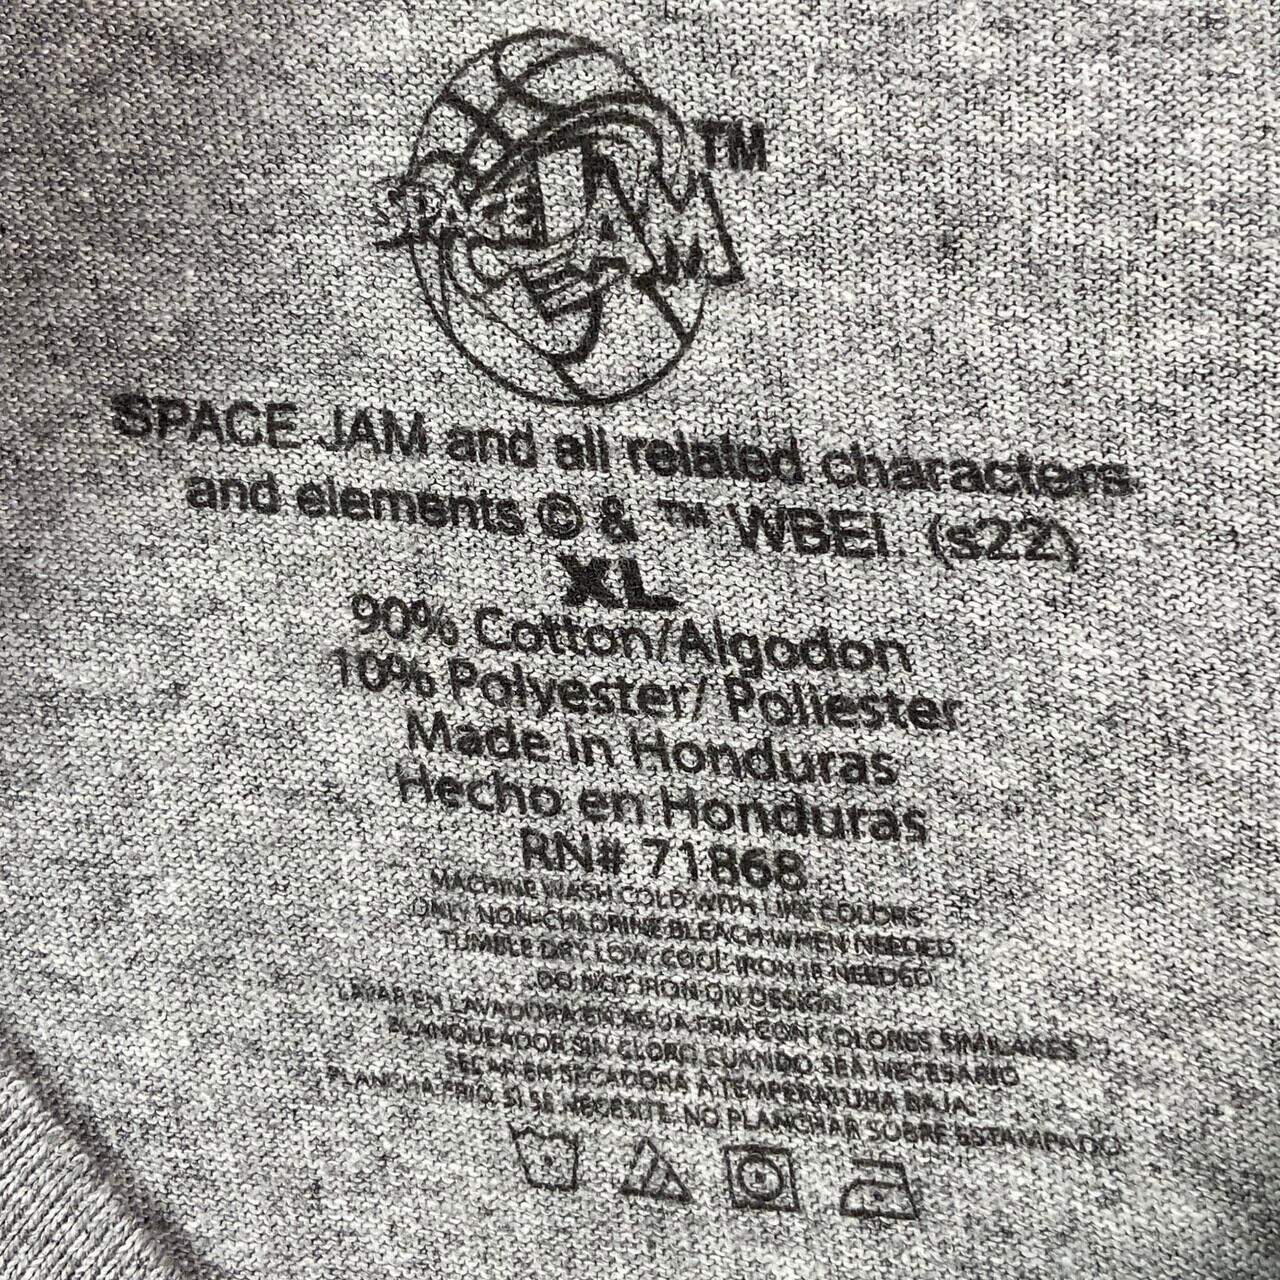 SPACE JAM
TM
SPACE JAM and all related characters
and elements © & ™ WBEI. (s22)
XL
90% Cotton/Algodon
10% Polyester/ Poliester
Made in Honduras
Hecho en Honduras
RN# 71868
MACHINE WASH COLD WITH LIKE COLORS.
ONLY NON-CHLORINE BLEACH WHEN NEEDED.
TUMBLE DRY LOW. COOL IRON IF NEEDED.
DO NOT IRON ON DESIGN
LAVAR EN LAVADORA EN AGUA FRIA CON COLORES SIMILARES
BLANQUEADOR SIN CLORO CUANDO SEA NECESARIO
SECAR EN SECADORA A TEMPERATURA BAJA.
PLANCHA FRIO, SI SE NECESITE. NO PLANCHAR SOBRE ESTAMPADO